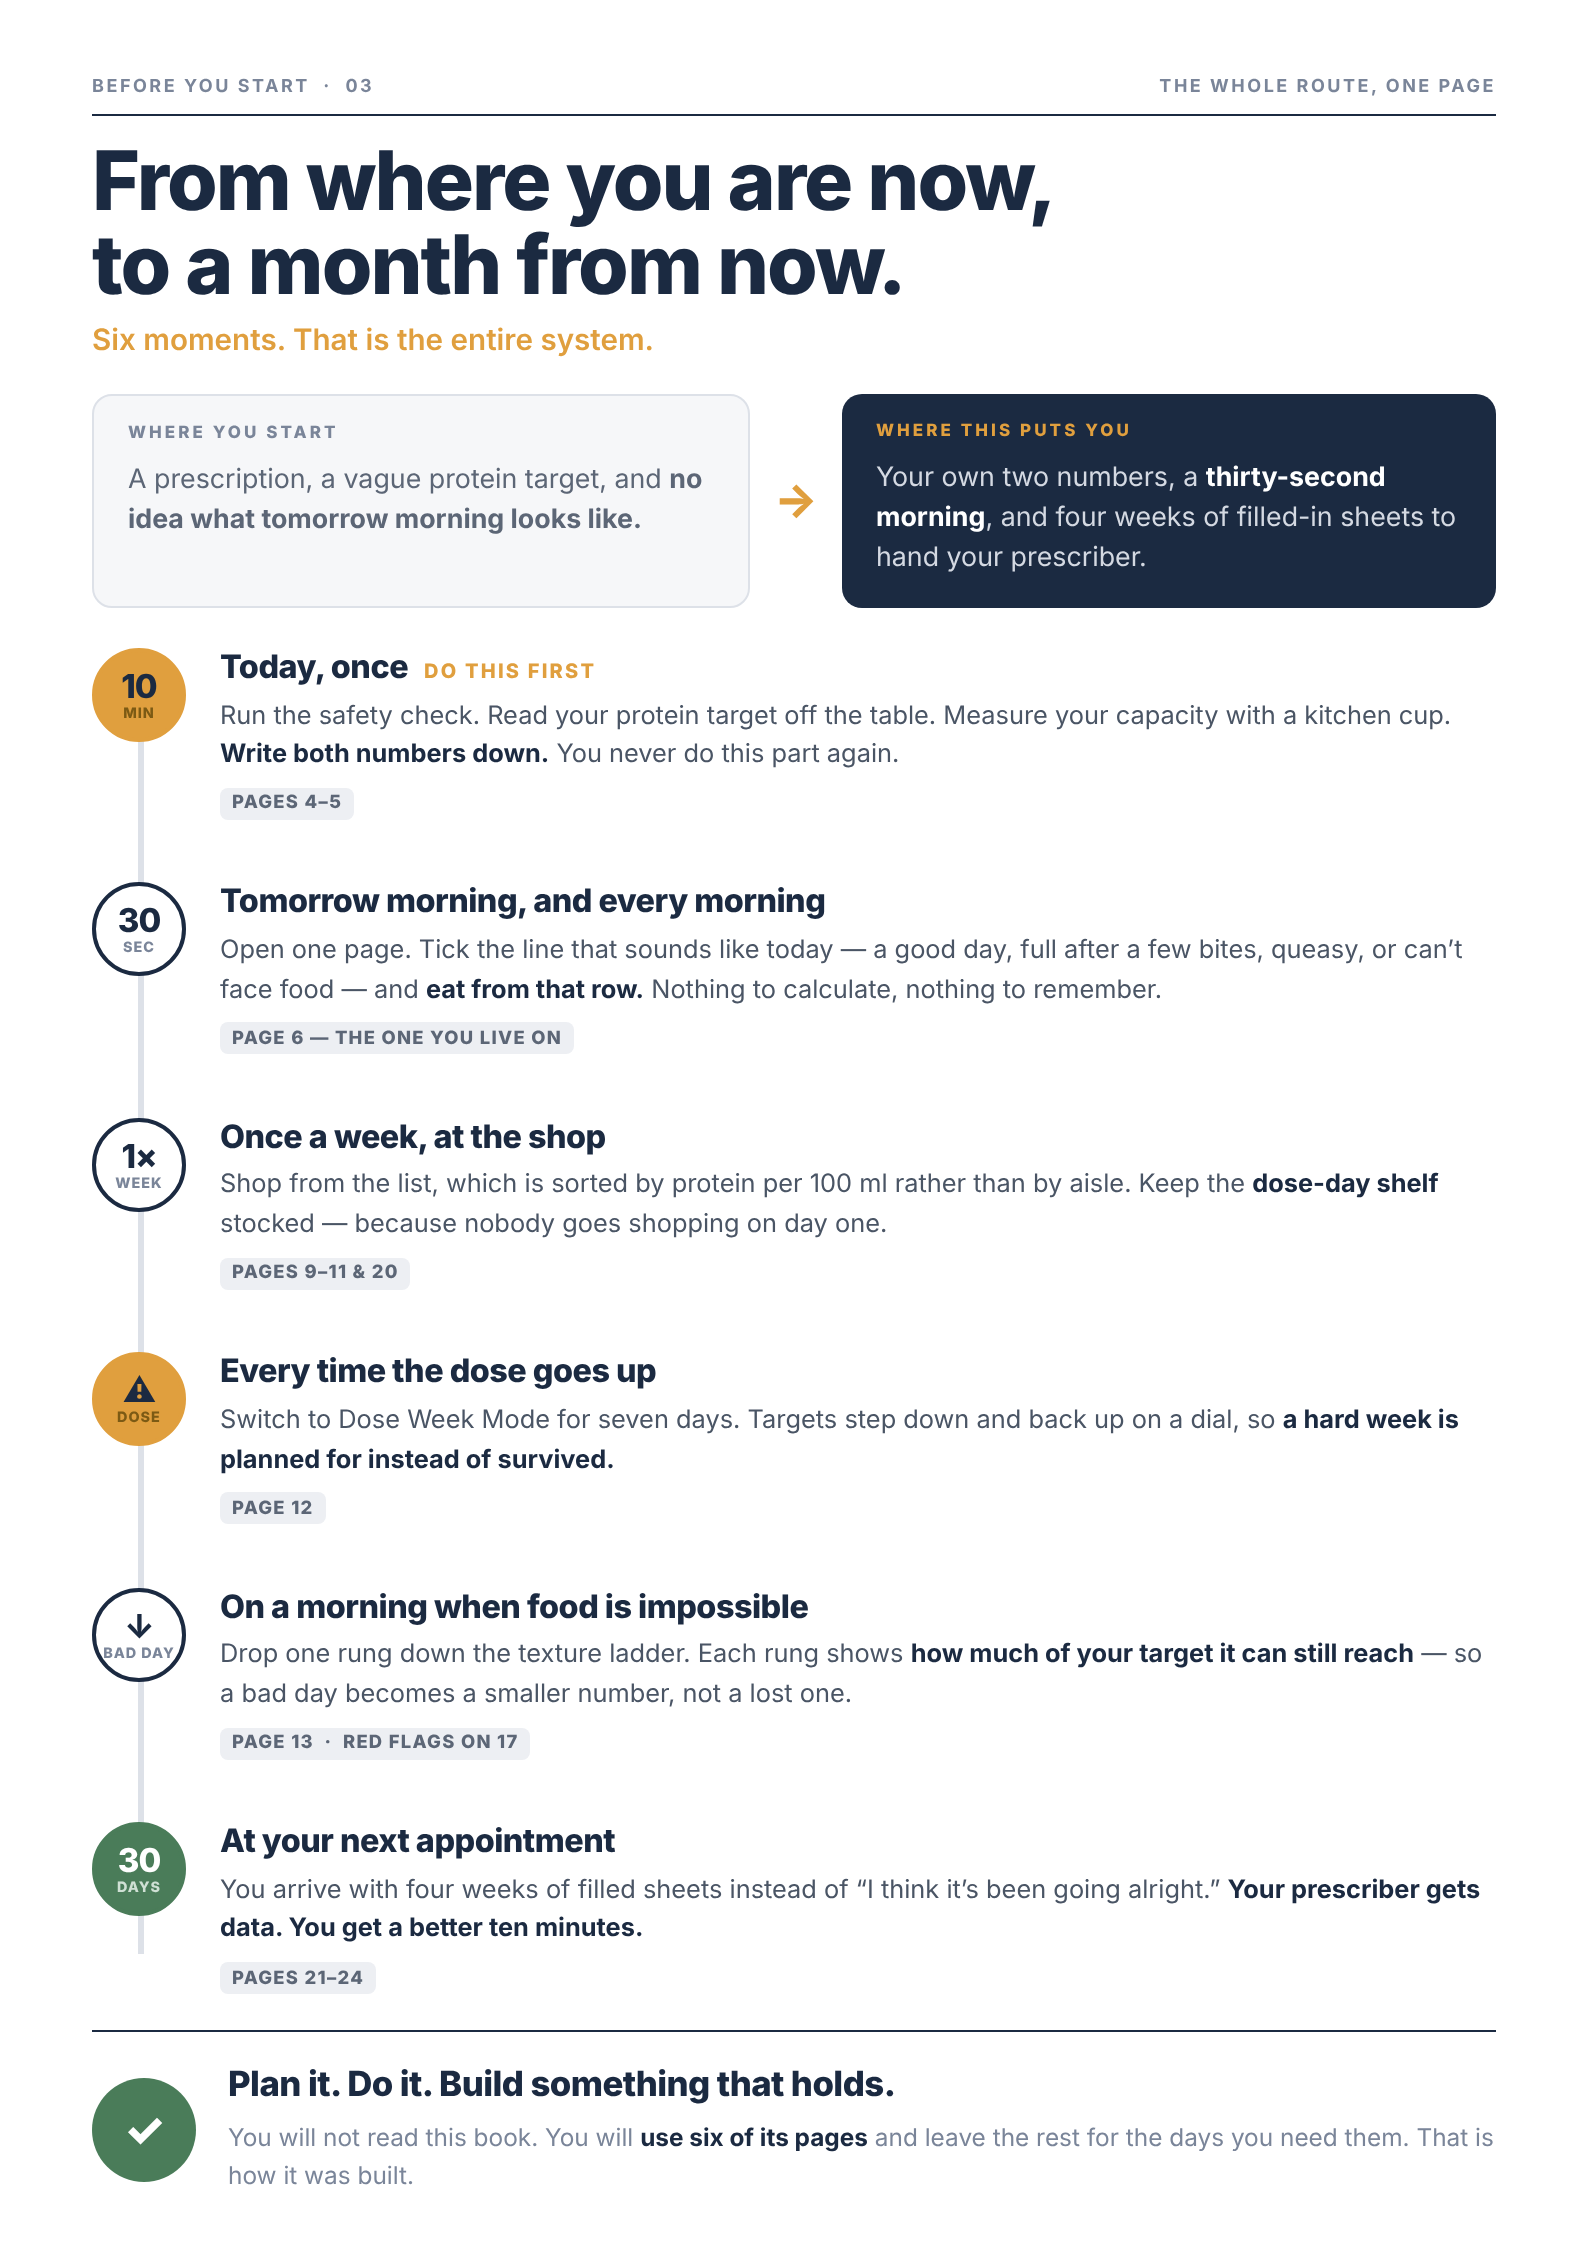 BEFORE YOU START · 03
THE WHOLE ROUTE, ONE PAGE
From where you are now,
to a month from now.
Six moments. That is the entire system.
WHERE YOU START
A prescription, a vague protein target, and no
idea what tomorrow morning looks like.
→
WHERE THIS PUTS YOU
Your own two numbers, a thirty-second
morning, and four weeks of filled-in sheets to
hand your prescriber.
10
MIN
Today, once DO THIS FIRST
Run the safety check. Read your protein target off the table. Measure your capacity with a kitchen cup.
Write both numbers down. You never do this part again.
PAGES 4–5
30
SEC
Tomorrow morning, and every morning
Open one page. Tick the line that sounds like today — a good day, full after a few bites, queasy, or can’t
face food — and eat from that row. Nothing to calculate, nothing to remember.
PAGE 6 — THE ONE YOU LIVE ON
1×
WEEK
Once a week, at the shop
Shop from the list, which is sorted by protein per 100 ml rather than by aisle. Keep the dose-day shelf
stocked — because nobody goes shopping on day one.
PAGES 9–11 & 20
DOSE
Every time the dose goes up
Switch to Dose Week Mode for seven days. Targets step down and back up on a dial, so a hard week is
planned for instead of survived.
PAGE 12
↓
BAD DAY
On a morning when food is impossible
Drop one rung down the texture ladder. Each rung shows how much of your target it can still reach — so
a bad day becomes a smaller number, not a lost one.
PAGE 13 · RED FLAGS ON 17
30
DAYS
At your next appointment
You arrive with four weeks of filled sheets instead of “I think it’s been going alright.” Your prescriber gets
data. You get a better ten minutes.
PAGES 21–24
Plan it. Do it. Build something that holds.
You will not read this book. You will use six of its pages and leave the rest for the days you need them. That is
how it was built.